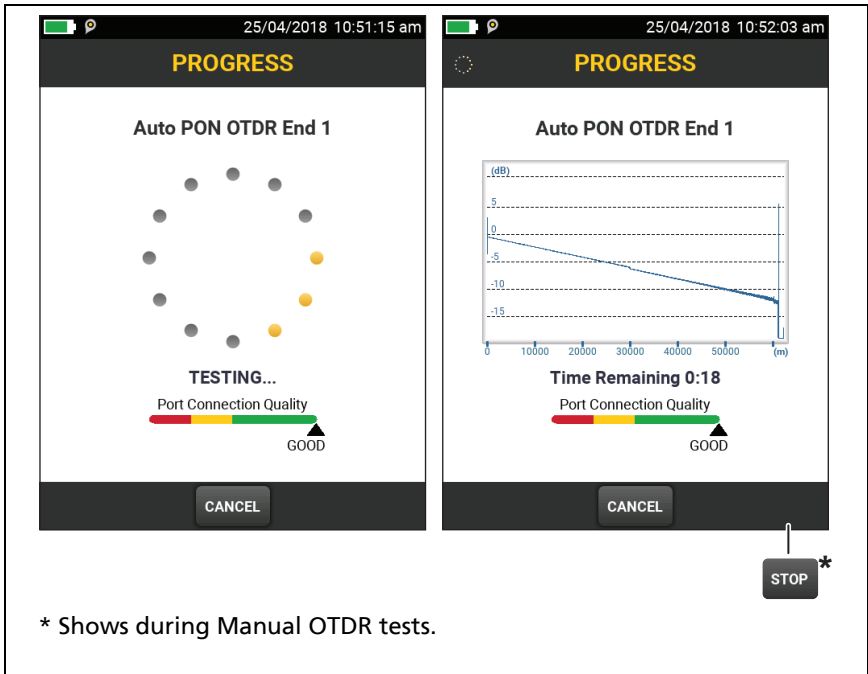 25/04/2018 10:51:15 am
PROGRESS
Auto PON OTDR End 1
TESTING...
Port Connection Quality
GOOD
CANCEL
25/04/2018 10:52:03 am
PROGRESS
Auto PON OTDR End 1
(dB)
5
0
-5
-10
-15
0 10000 20000 30000 40000 50000 (m)
Time Remaining 0:18
Port Connection Quality
GOOD
CANCEL
STOP *
* Shows during Manual OTDR tests.